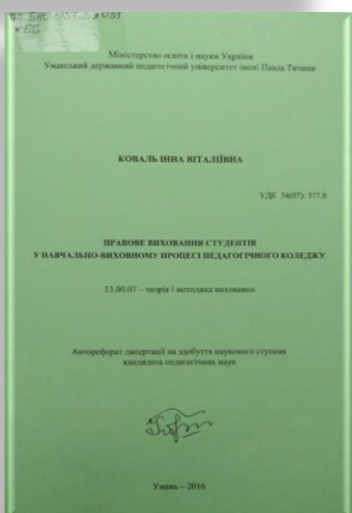 Міністерство освіти і науки України
Уманський державний педагогічний університет імені Павла Тичини
КОВАЛЬ ІННА ВІТАЛІЇВНА
УДК 34(07): 377.8
ПРАВОВЕ ВИХОВАННЯ СТУДЕНТІВ
У НАВЧАЛЬНО-ВИХОВНОМУ ПРОЦЕСІ ПЕДАГОГІЧНОГО КОЛЕДЖУ
13.00.07 – теорія і методика виховання
Автореферат дисертації на здобуття наукового ступеня
кандидата педагогічних наук
Умань – 2016